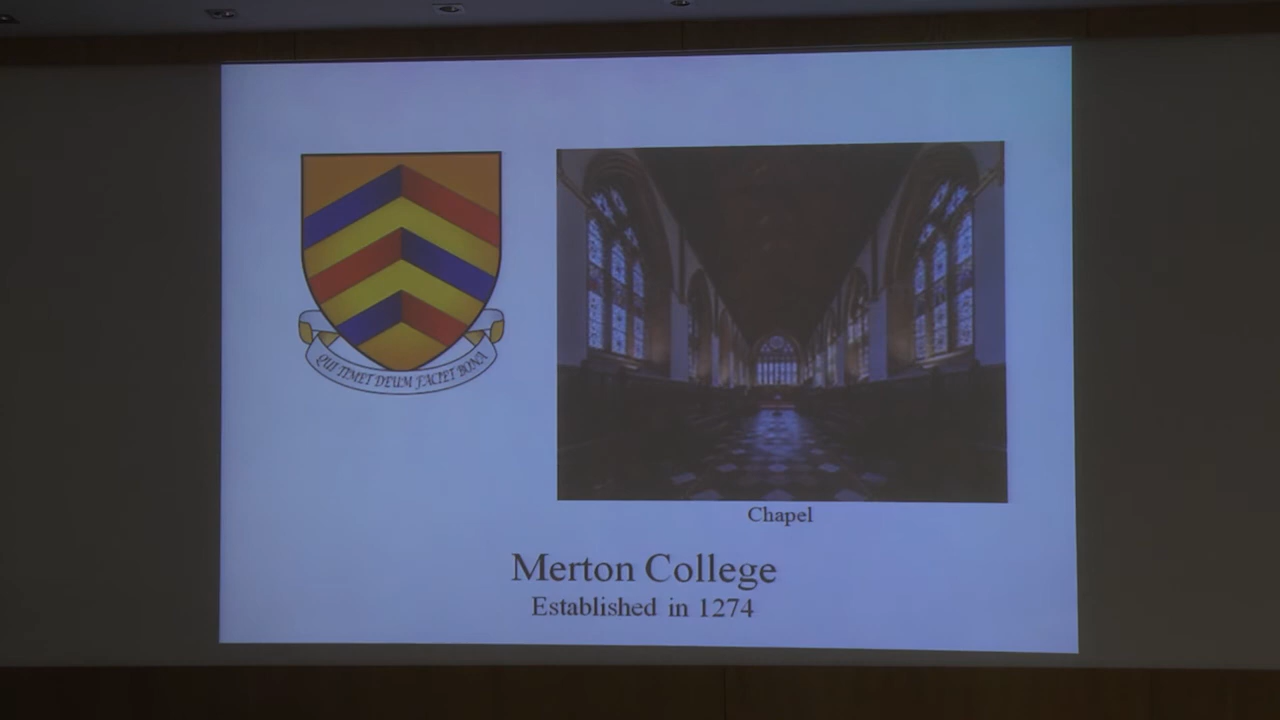 QUI TIMET DEUM FACIET BONA
Chapel
Merton College
Established in 1274